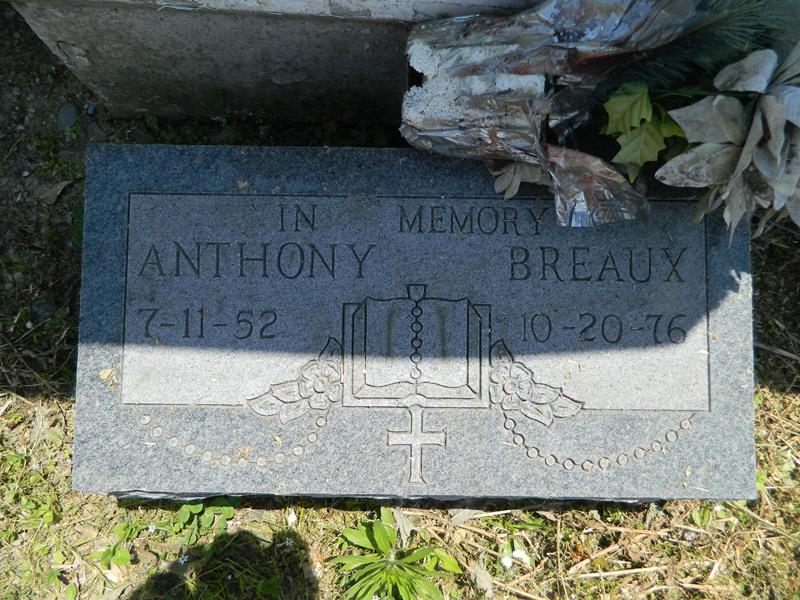 IN MEMORY
ANTHONY BREAUX
7-11-52 10-20-76